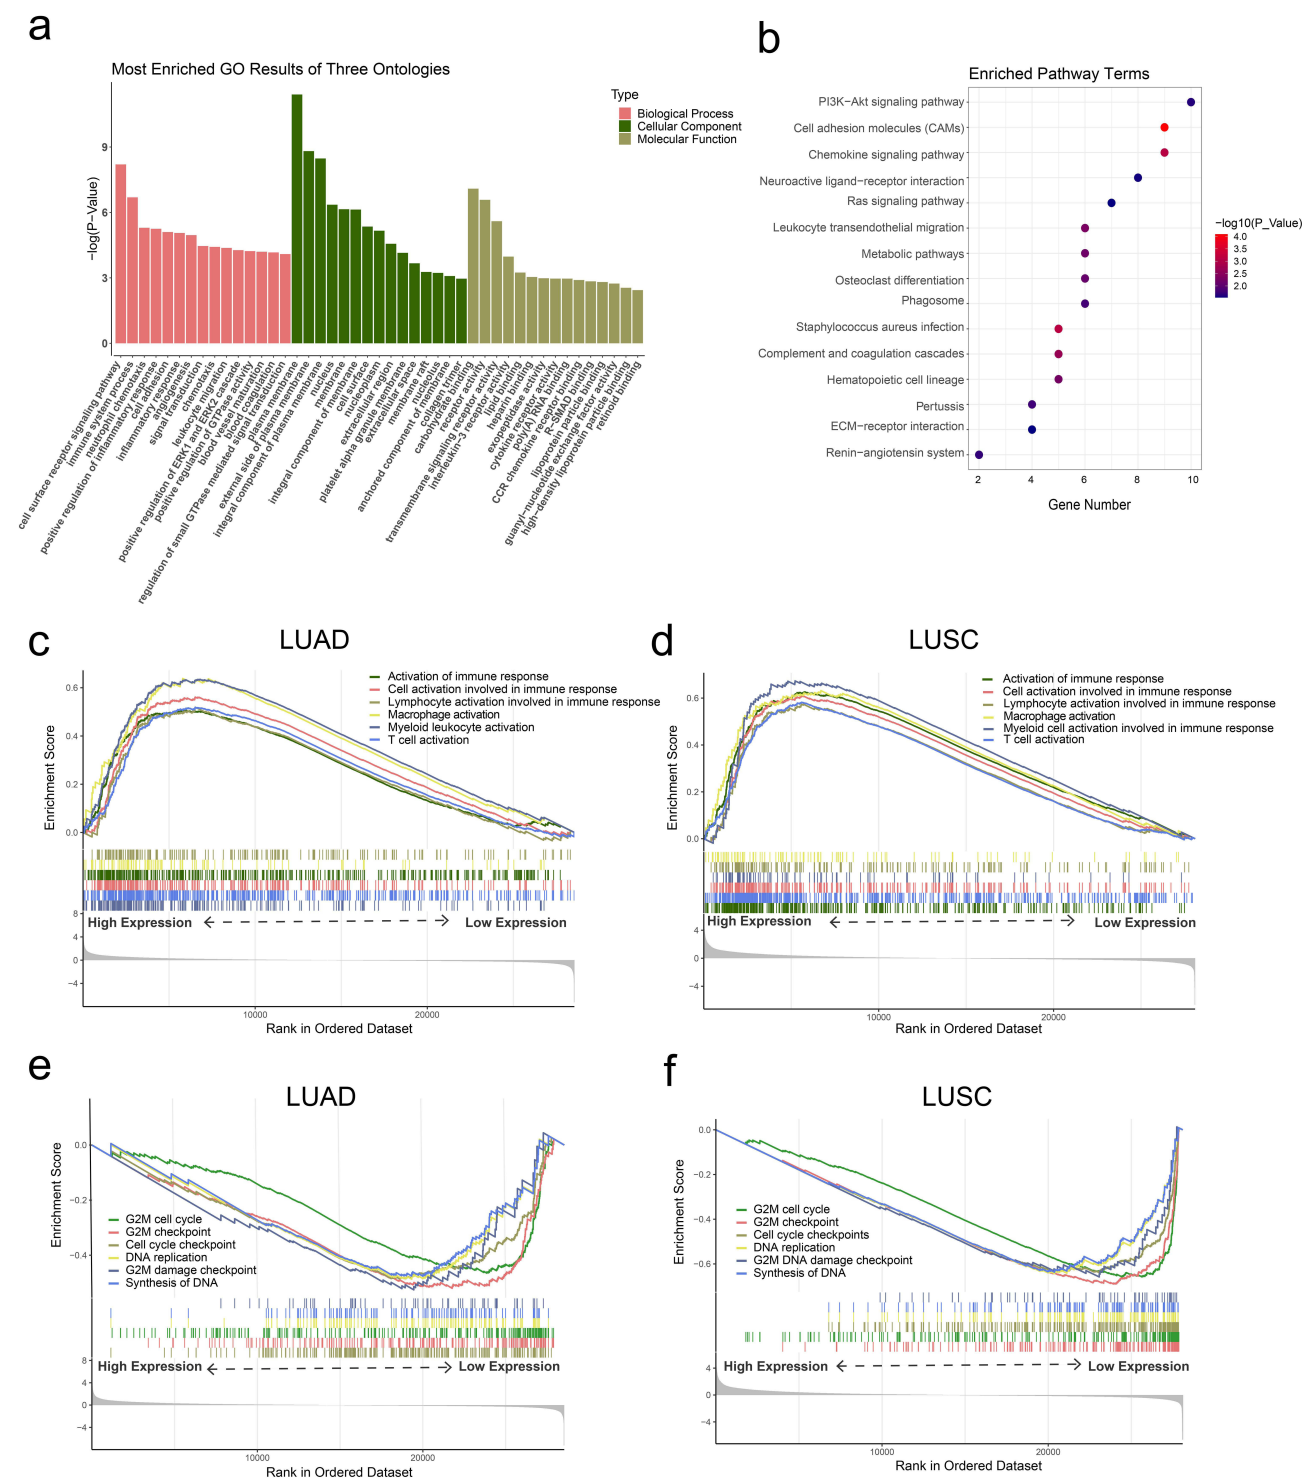 a
Most Enriched GO Results of Three Ontologies
−log(P−Value)
9
6
3
0
Type
Biological Process
Cellular Component
Molecular Function
cell surface receptor signaling pathway
immune system process
neutrophil chemotaxis
positive regulation of inflammatory response
cell adhesion
inflammatory response
angiogenesis
signal transduction
chemotaxis
leukocyte migration
positive regulation of ERK1 and ERK2 cascade
positive regulation of GTPase activity
blood vessel maturation
blood coagulation
regulation of small GTPase mediated signal transduction
plasma membrane
external side of plasma membrane
integral component of plasma membrane
nucleus
membrane
integral component of membrane
cell surface
nucleoplasm
extracellular region
platelet alpha granule membrane
extracellular space
membrane raft
nucleolus
anchored component of membrane
collagen trimer
carbohydrate binding
receptor activity
transmembrane signaling receptor activity
interleukin−3 receptor activity
lipid binding
heparin binding
exopeptidase activity
cytokine receptor activity
poly(A) RNA binding
CCR chemokine receptor binding
R−SMAD binding
lipoprotein particle binding
guanyl−nucleotide exchange factor activity
high−density lipoprotein particle binding
retinoid binding
b
Enriched Pathway Terms
PI3K−Akt signaling pathway
Cell adhesion molecules (CAMs)
Chemokine signaling pathway
Neuroactive ligand−receptor interaction
Ras signaling pathway
Leukocyte transendothelial migration
Metabolic pathways
Osteoclast differentiation
Phagosome
Staphylococcus aureus infection
Complement and coagulation cascades
Hematopoietic cell lineage
Pertussis
ECM−receptor interaction
Renin−angiotensin system
2 4 6 8 10
Gene Number
−log10(P_Value)
4.0
3.5
3.0
2.5
2.0
c
LUAD
Enrichment Score
0.6
0.4
0.2
0.0
Activation of immune response
Cell activation involved in immune response
Lymphocyte activation involved in immune response
Macrophage activation
Myeloid leukocyte activation
T cell activation
High Expression
Low Expression
8
4
0
−4
10000 20000
Rank in Ordered Dataset
d
LUSC
Enrichment Score
0.6
0.4
0.2
0.0
Activation of immune response
Cell activation involved in immune response
Lymphocyte activation involved in immune response
Macrophage activation
Myeloid cell activation involved in immune response
T cell activation
High Expression
Low Expression
4
0
−4
10000 20000
Rank in Ordered Dataset
e
LUAD
Enrichment Score
0.0
−0.2
−0.4
G2M cell cycle
G2M checkpoint
Cell cycle checkpoint
DNA replication
G2M damage checkpoint
Synthesis of DNA
High Expression
Low Expression
8
4
0
−4
10000 20000
Rank in Ordered Dataset
f
LUSC
Enrichment Score
0.0
−0.2
−0.4
−0.6
G2M cell cycle
G2M checkpoint
Cell cycle checkpoints
DNA replication
G2M DNA damage checkpoint
Synthesis of DNA
High Expression
Low Expression
4
0
−4
10000 20000
Rank in Ordered Dataset